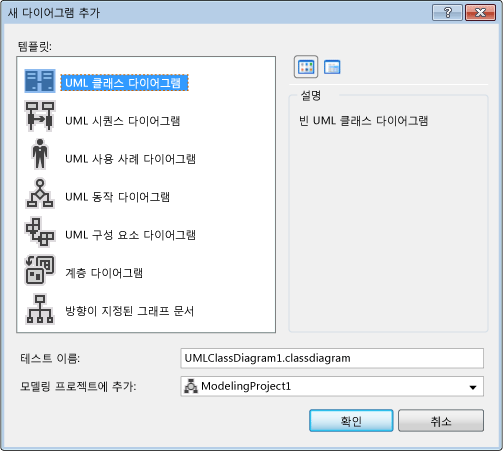 새 다이어그램 추가
템플릿:
UML 클래스 다이어그램
UML 시퀀스 다이어그램
UML 사용 사례 다이어그램
UML 동작 다이어그램
UML 구성 요소 다이어그램
계층 다이어그램
방향이 지정된 그래프 문서
설명
빈 UML 클래스 다이어그램
테스트 이름:
UMLClassDiagram1.classdiagram
모델링 프로젝트에 추가:
ModelingProject1
확인
취소